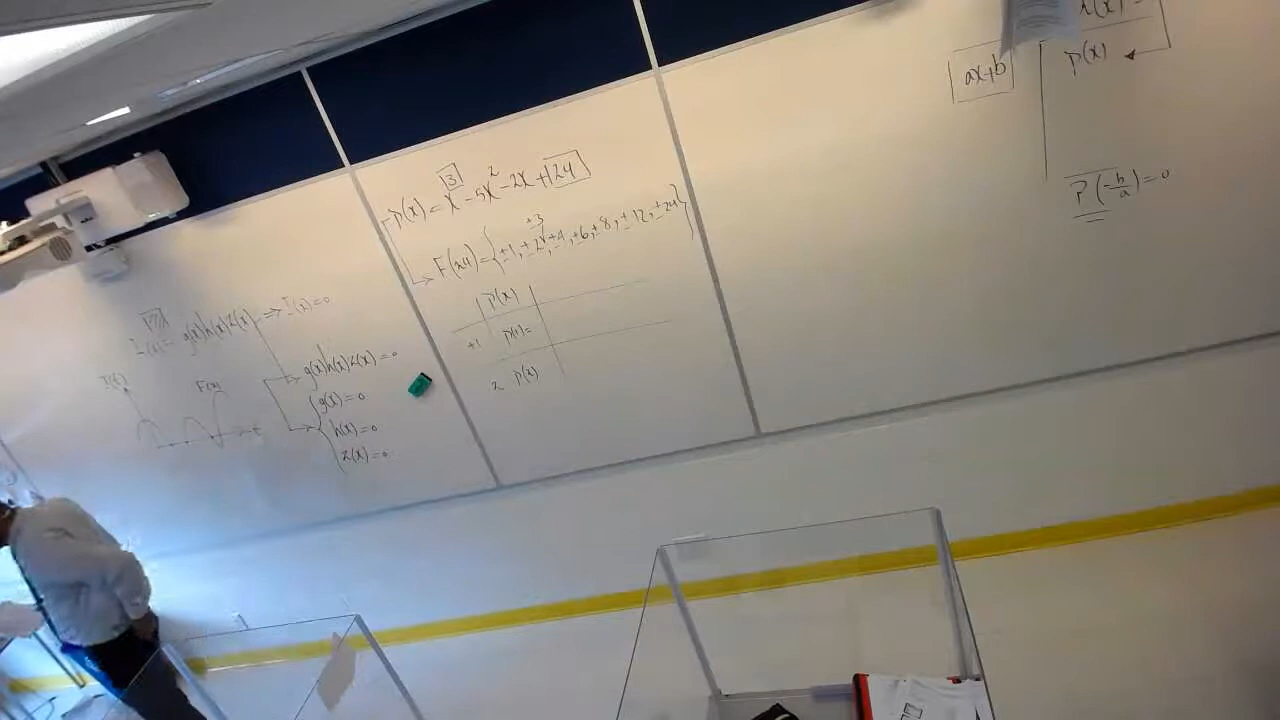 p(x) = x³ - 5x² - 2x + 24
+3
F(24) = { ±1, ±2, ±4, ±6, ±8, ±12, ±24 }
p(x)
+1 p(1) =
2 p(x)
g(x) h(x) z(x) ⇒ I(x) = 0
g(x) h(x) z(x) = 0
g(x) = 0
h(x) = 0
z(x) = 0
F(x)
ax+b
p(x)
P(-b/a) = 0